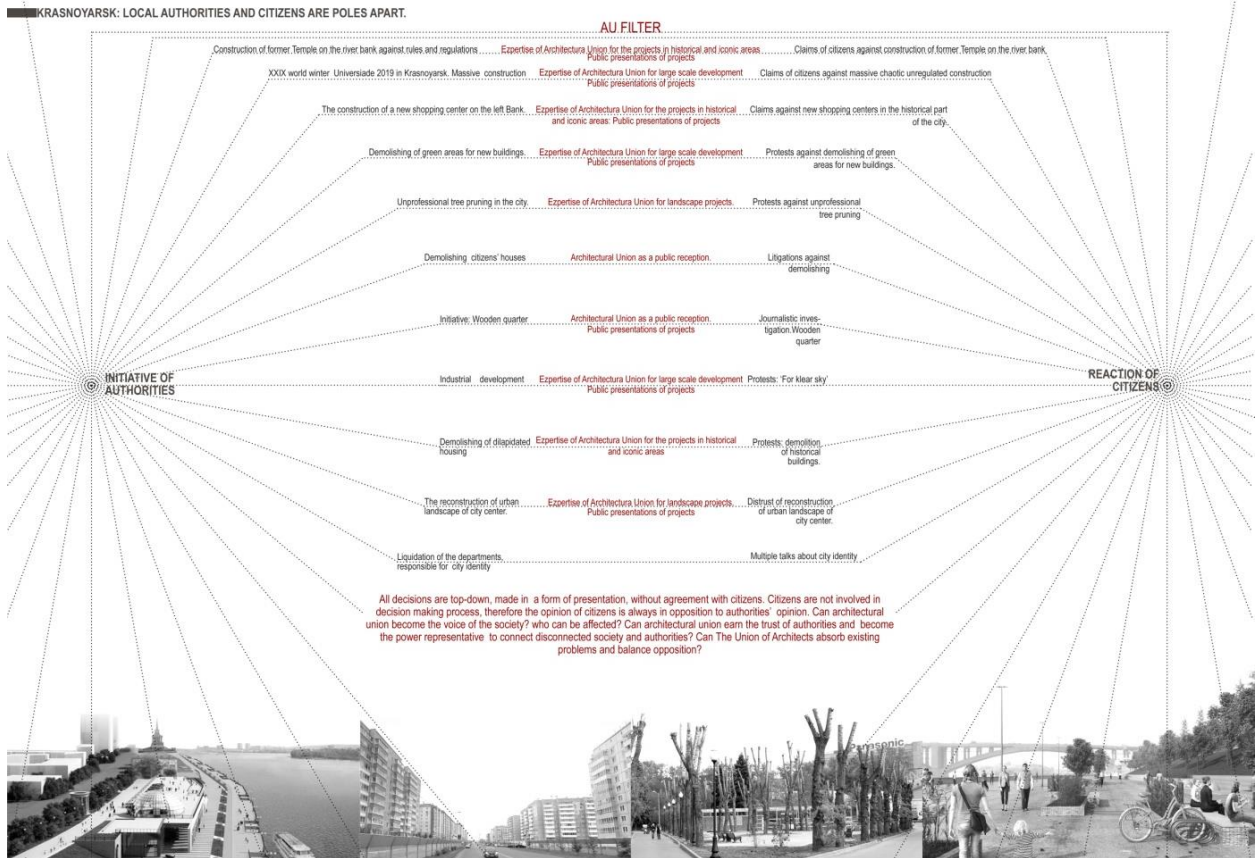 KRASNOYARSK: LOCAL AUTHORITIES AND CITIZENS ARE POLES APART.
AU FILTER
Construction of former Temple on the river bank against rules and regulations
Expertise of Architectura Union for the projects in historical and iconic areas
Public presentations of projects
Claims of citizens against construction of former Temple on the river bank
XXIX world winter Universiade 2019 in Krasnoyarsk. Massive construction
Ezpertise of Architectura Union for large scale development
Public presentations of projects
Claims of citizens against massive chaotic unregulated construction
The construction of a new shopping center on the left Bank.
Expertise of Architectura Union for the projects in historical
and iconic areas: Public presentations of projects
Claims against new shopping centers in the historical part
of the city.
Demolishing of green areas for new buildings.
Ezpertise of Architectura Union for large scale development
Public presentations of projects
Protests against demolishing of green
areas for new buildings.
Unprofessional tree pruning in the city.
Ezpertise of Architectura Union for landscape projects.
Protests against unprofessional
tree pruning
Demolishing citizens' houses
Architectural Union as a public reception.
Litigations against
demolishing
Initiative: Wooden quarter
Architectural Union as a public reception.
Public presentations of projects
Journalistic inves-
tigation.Wooden
quarter
INITIATIVE OF
AUTHORITIES
Industrial development
Ezpertise of Architectura Union for large scale development
Public presentations of projects
Protests: 'For klear sky'
REACTION OF
CITIZENS
Demolishing of dilapidated
housing
Expertise of Architectura Union for the projects in historical
and iconic areas
Protests: demolition
of historical
buildings.
The reconstruction of urban
landscape of city center.
Ezpertise of Architectura Union for landscape projects.
Public presentations of projects
Distrust of reconstruction
of urban landscape of
city center.
Liquidation of the departments,
responsible for city identity
Multiple talks about city identity
All decisions are top-down, made in a form of presentation, without agreement with citizens. Citizens are not involved in
decision making process, therefore the opinion of citizens is always in opposition to authorities' opinion. Can architectural
union become the voice of the society? who can be affected? Can architectural union earn the trust of authorities and become
the power representative to connect disconnected society and authorities? Can The Union of Architects absorb existing
problems and balance opposition?
Panasonic